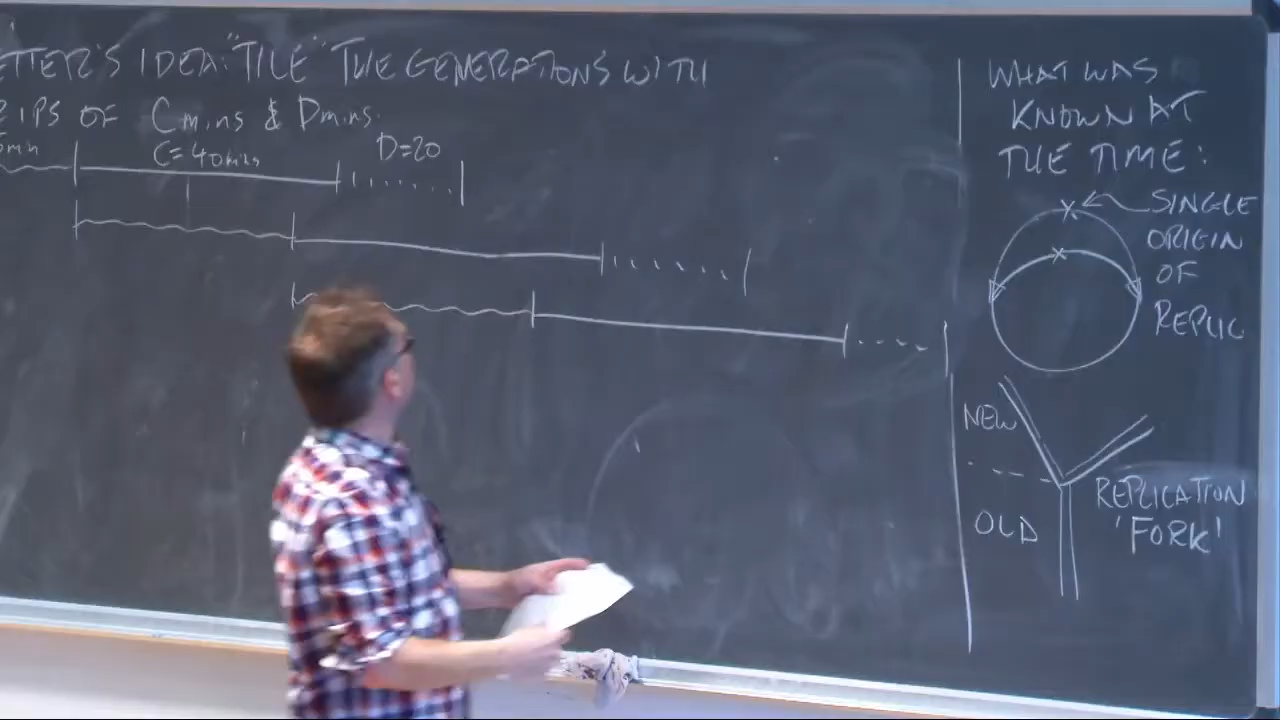 ETTER'S IDEA: "TILE" THE GENERATIONS WITH
RIPS OF Cmins & Dmins.
5min
C=40mins
D=20
WHAT WAS
KNOWN AT
THE TIME:
X
SINGLE
ORIGIN
OF
REPLIC
X
NEW
OLD
REPLICATION
'FORK'